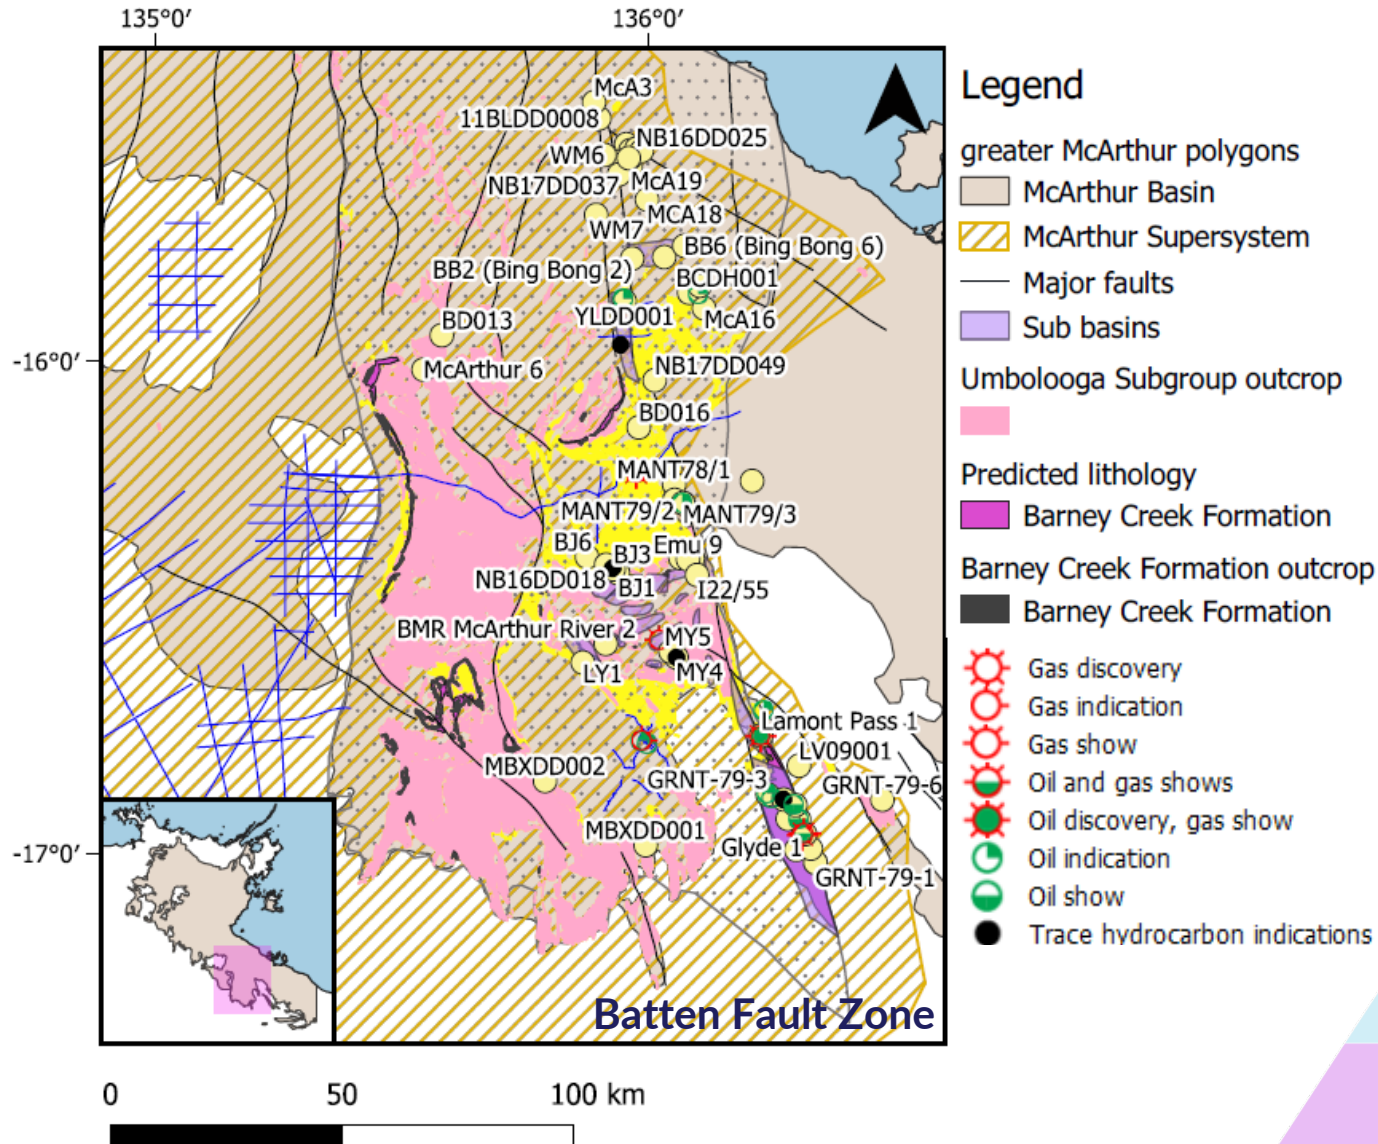 135°0′
136°0′
McA3
11BLDD0008
NB16DD025
WM6
NB17DD037
McA19
MCA18
WM7
BB6 (Bing Bong 6)
BB2 (Bing Bong 2)
BCDH001
YLDD001
McA16
BD013
-16°0′
McArthur 6
NB17DD049
BD016
MANT78/1
MANT79/2
MANT79/3
BJ6
BJ3
Emu 9
NB16DD018
BJ1
I22/55
BMR McArthur River 2
MY5
LY1
MY4
Lamont Pass 1
LV09001
MBXDD002
GRNT-79-3
GRNT-79-6
MBXDD001
Glyde 1
-17°0′
GRNT-79-1
Batten Fault Zone
0
50
100 km
Legend
greater McArthur polygons
McArthur Basin
McArthur Supersystem
Major faults
Sub basins
Umbolooga Subgroup outcrop
Predicted lithology
Barney Creek Formation
Barney Creek Formation outcrop
Barney Creek Formation
Gas discovery
Gas indication
Gas show
Oil and gas shows
Oil discovery, gas show
Oil indication
Oil show
Trace hydrocarbon indications